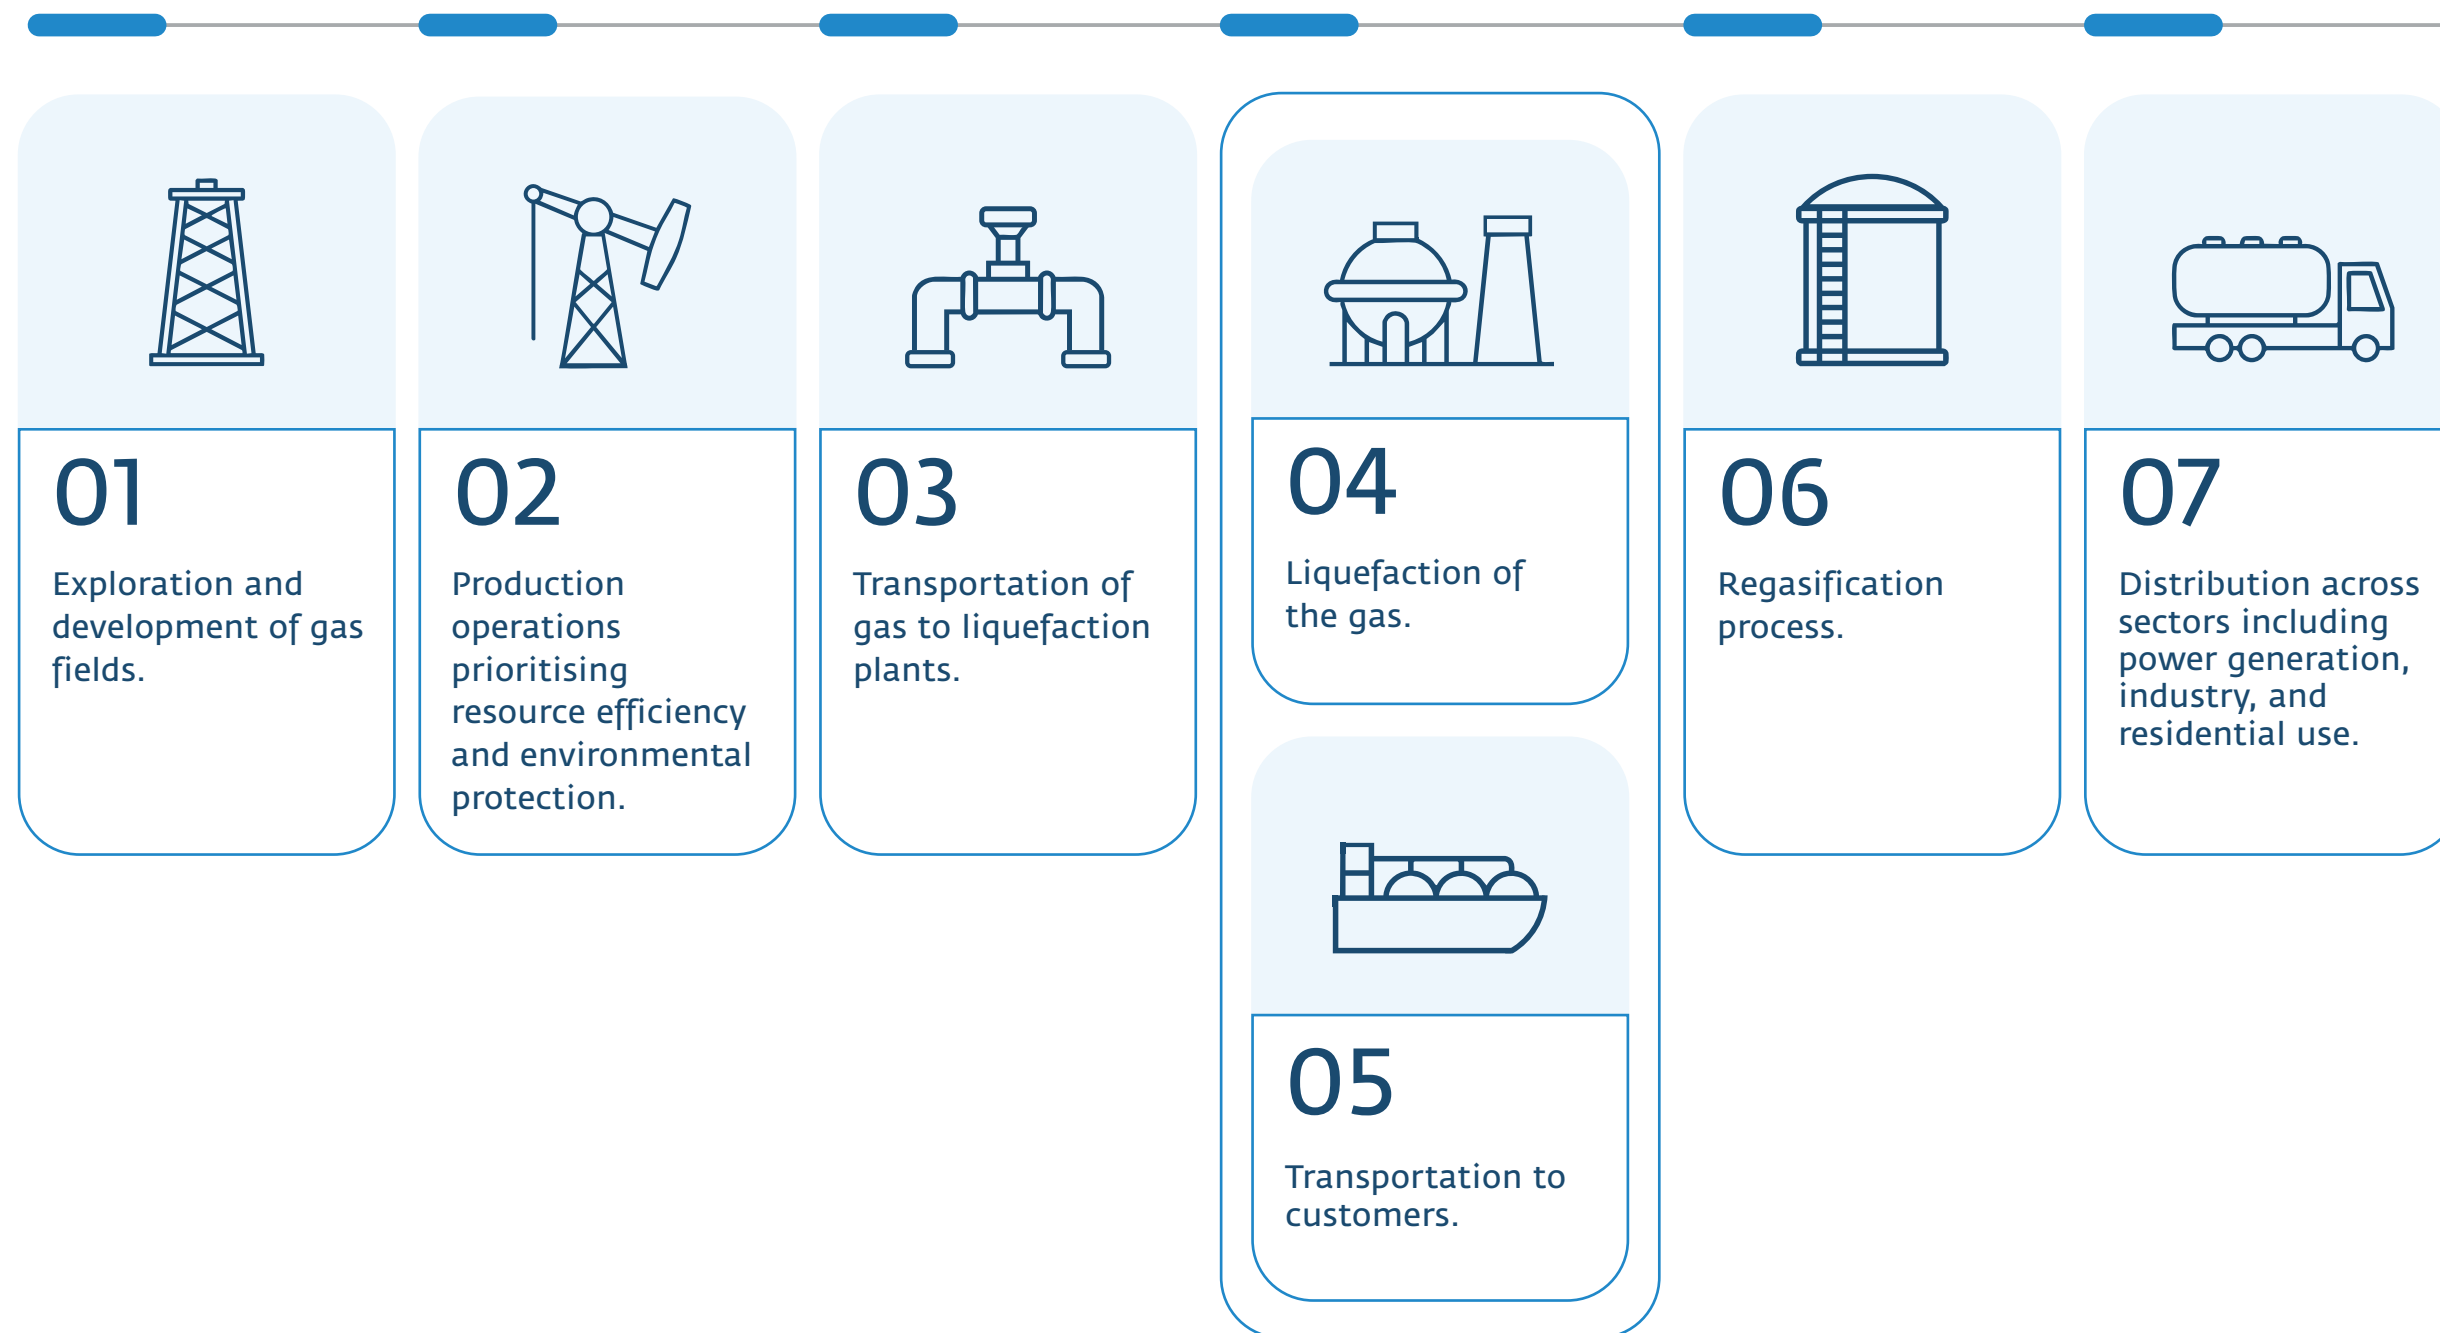 01
Exploration and
development of gas
fields.
02
Production
operations
prioritising
resource efficiency
and environmental
protection.
03
Transportation of
gas to liquefaction
plants.
04
Liquefaction of
the gas.
05
Transportation to
customers.
06
Regasification
process.
07
Distribution across
sectors including
power generation,
industry, and
residential use.